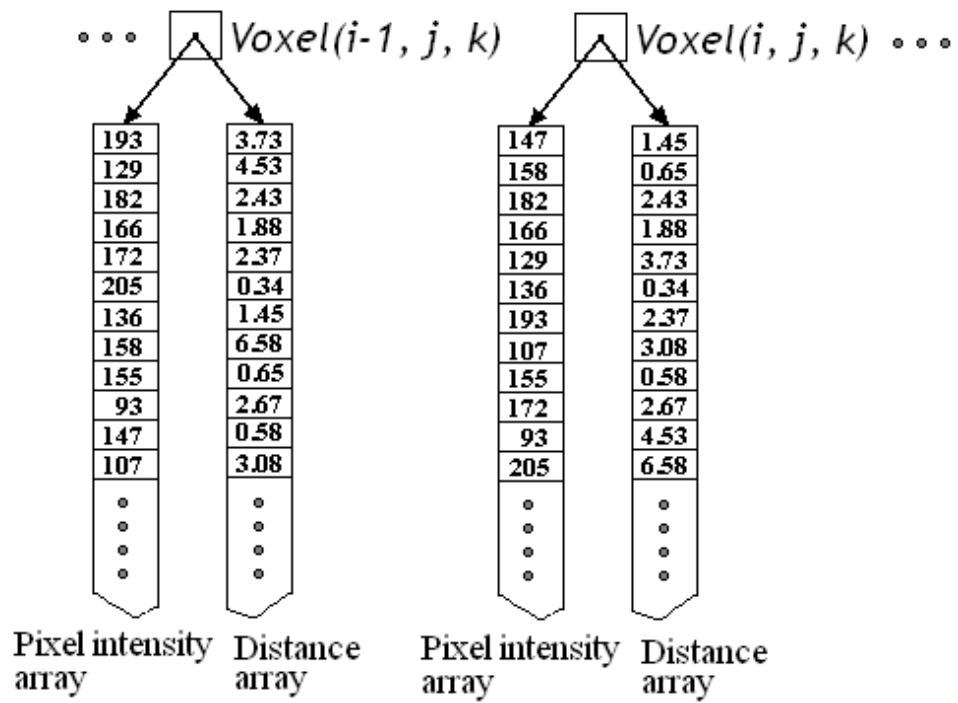 Voxel(i-1, j, k) Voxel(i, j, k)
193 3.73 147 1.45
129 4.53 158 0.65
182 2.43 182 2.43
166 1.88 166 1.88
172 2.37 129 3.73
205 0.34 136 0.34
136 1.45 193 2.37
158 6.58 107 3.08
155 0.65 155 0.58
93 2.67 172 2.67
147 0.58 93 4.53
107 3.08 205 6.58
Pixel intensity array
Distance array
Pixel intensity array
Distance array